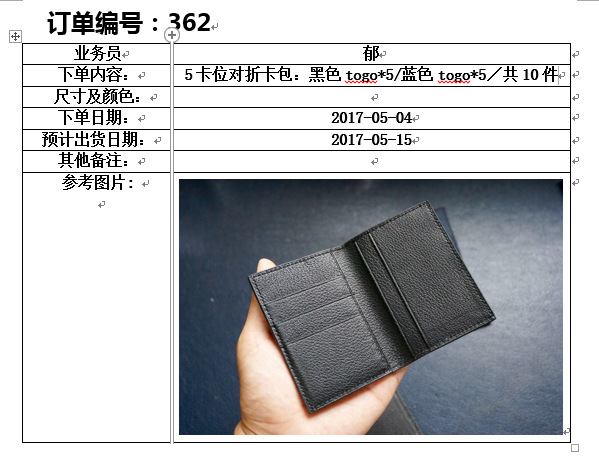 订单编号：362
业务员 郁
下单内容： 5卡位对折卡包：黑色togo*5/蓝色togo*5／共10件
尺寸及颜色：
下单日期： 2017-05-04
预计出货日期： 2017-05-15
其他备注：
参考图片：